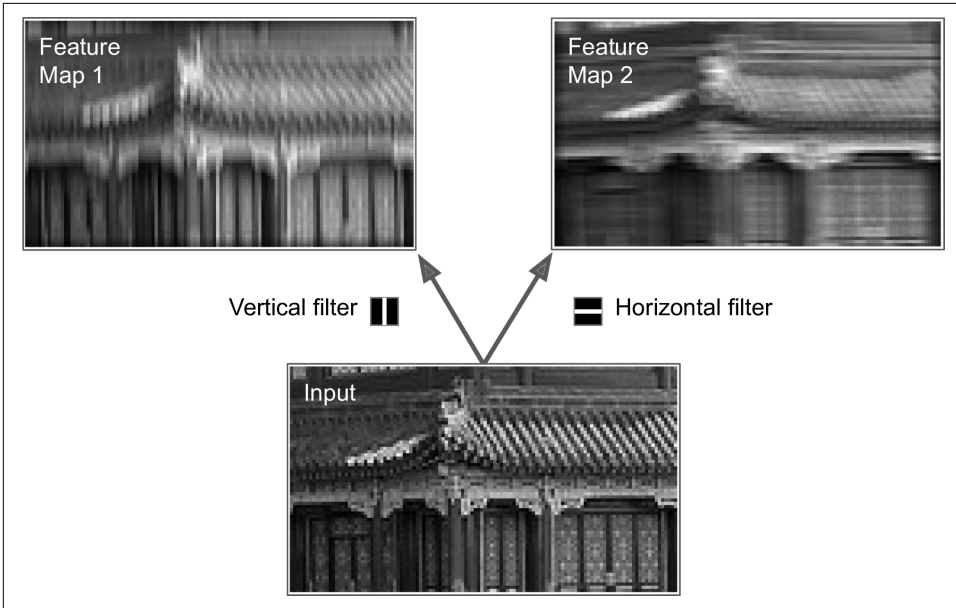 Feature
Map 1
Feature
Map 2
Vertical filter
Horizontal filter
Input